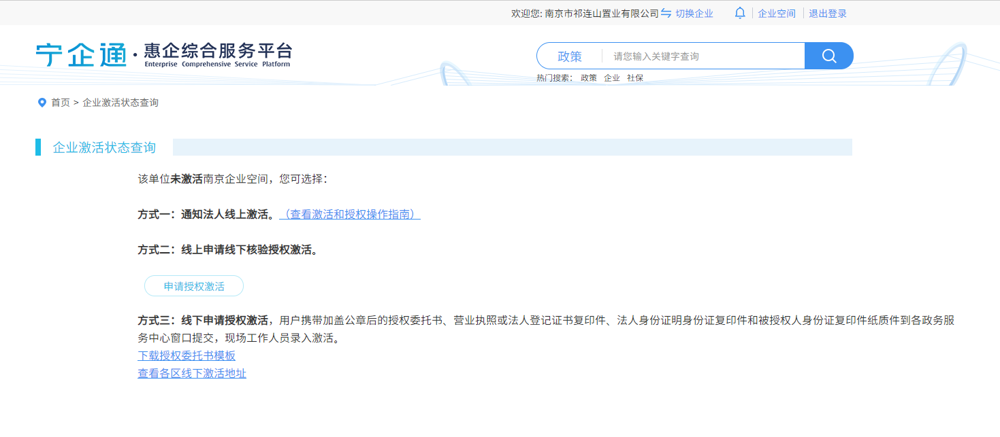 欢迎您: 南京市祁连山置业有限公司 切换企业 企业空间 退出登录
宁企通·惠企综合服务平台
Enterprise Comprehensive Service Platform
政策 请您输入关键字查询
热门搜索： 政策 企业 社保
首页 > 企业激活状态查询
企业激活状态查询
该单位未激活南京企业空间，您可选择：
方式一：通知法人线上激活。（查看激活和授权操作指南）
方式二：线上申请线下核验授权激活。
申请授权激活
方式三：线下申请授权激活，用户携带加盖公章后的授权委托书、营业执照或法人登记证书复印件、法人身份证明身份证复印件和被授权人身份证复印件纸质件到各政务服
务中心窗口提交，现场工作人员录入激活。
下载授权委托书模板
查看各区线下激活地址